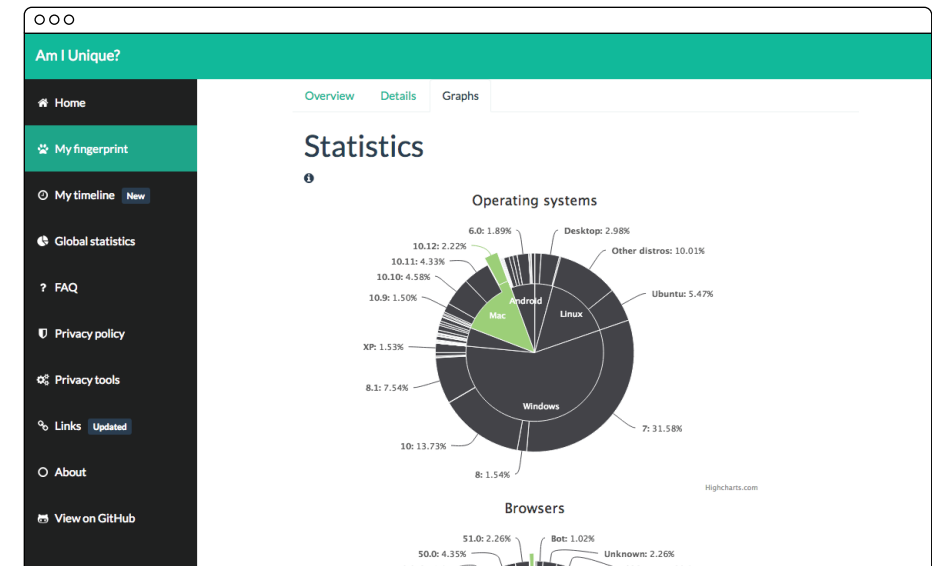 Am I Unique?
Home
My fingerprint
My timeline New
Global statistics
? FAQ
Privacy policy
Privacy tools
Links Updated
About
View on GitHub
Overview Details Graphs
Statistics
Operating systems
6.0: 1.89%
Desktop: 2.98%
10.12: 2.22%
Other distros: 10.01%
10.11: 4.33%
10.10: 4.58%
10.9: 1.50%
Ubuntu: 5.47%
Android
Mac
Linux
XP: 1.53%
8.1: 7.54%
Windows
7: 31.58%
10: 13.73%
8: 1.54%
Highcharts.com
Browsers
51.0: 2.26%
Bot: 1.02%
50.0: 4.35%
Unknown: 2.26%